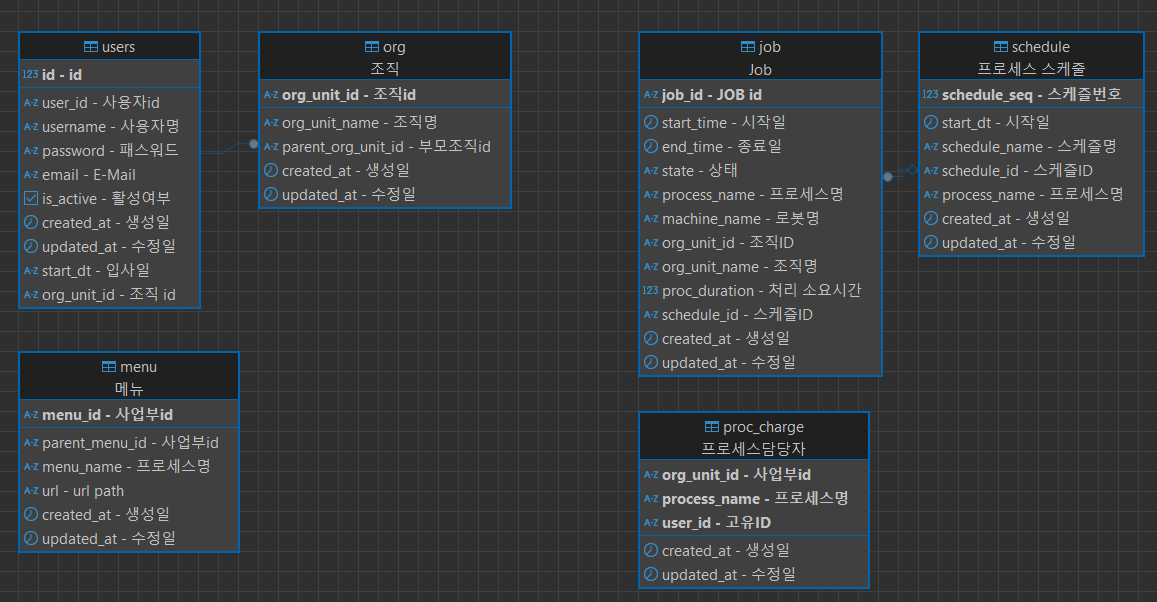 users
123 id - id
A-Z user_id - 사용자id
A-Z username - 사용자명
A-Z password - 패스워드
A-Z email - E-Mail
is_active - 활성여부
created_at - 생성일
updated_at - 수정일
A-Z start_dt - 입사일
A-Z org_unit_id - 조직 id
org
조직
A-Z org_unit_id - 조직id
A-Z org_unit_name - 조직명
A-Z parent_org_unit_id - 부모조직id
created_at - 생성일
updated_at - 수정일
job
Job
A-Z job_id - JOB id
start_time - 시작일
end_time - 종료일
A-Z state - 상태
A-Z process_name - 프로세스명
A-Z machine_name - 로봇명
A-Z org_unit_id - 조직ID
A-Z org_unit_name - 조직명
123 proc_duration - 처리 소요시간
A-Z schedule_id - 스케즐ID
created_at - 생성일
updated_at - 수정일
schedule
프로세스 스케줄
123 schedule_seq - 스케즐번호
start_dt - 시작일
A-Z schedule_name - 스케즐명
A-Z schedule_id - 스케즐ID
A-Z process_name - 프로세스명
created_at - 생성일
updated_at - 수정일
menu
메뉴
A-Z menu_id - 사업부id
A-Z parent_menu_id - 사업부id
A-Z menu_name - 프로세스명
A-Z url - url path
created_at - 생성일
updated_at - 수정일
proc_charge
프로세스담당자
A-Z org_unit_id - 사업부id
A-Z process_name - 프로세스명
A-Z user_id - 고유ID
created_at - 생성일
updated_at - 수정일